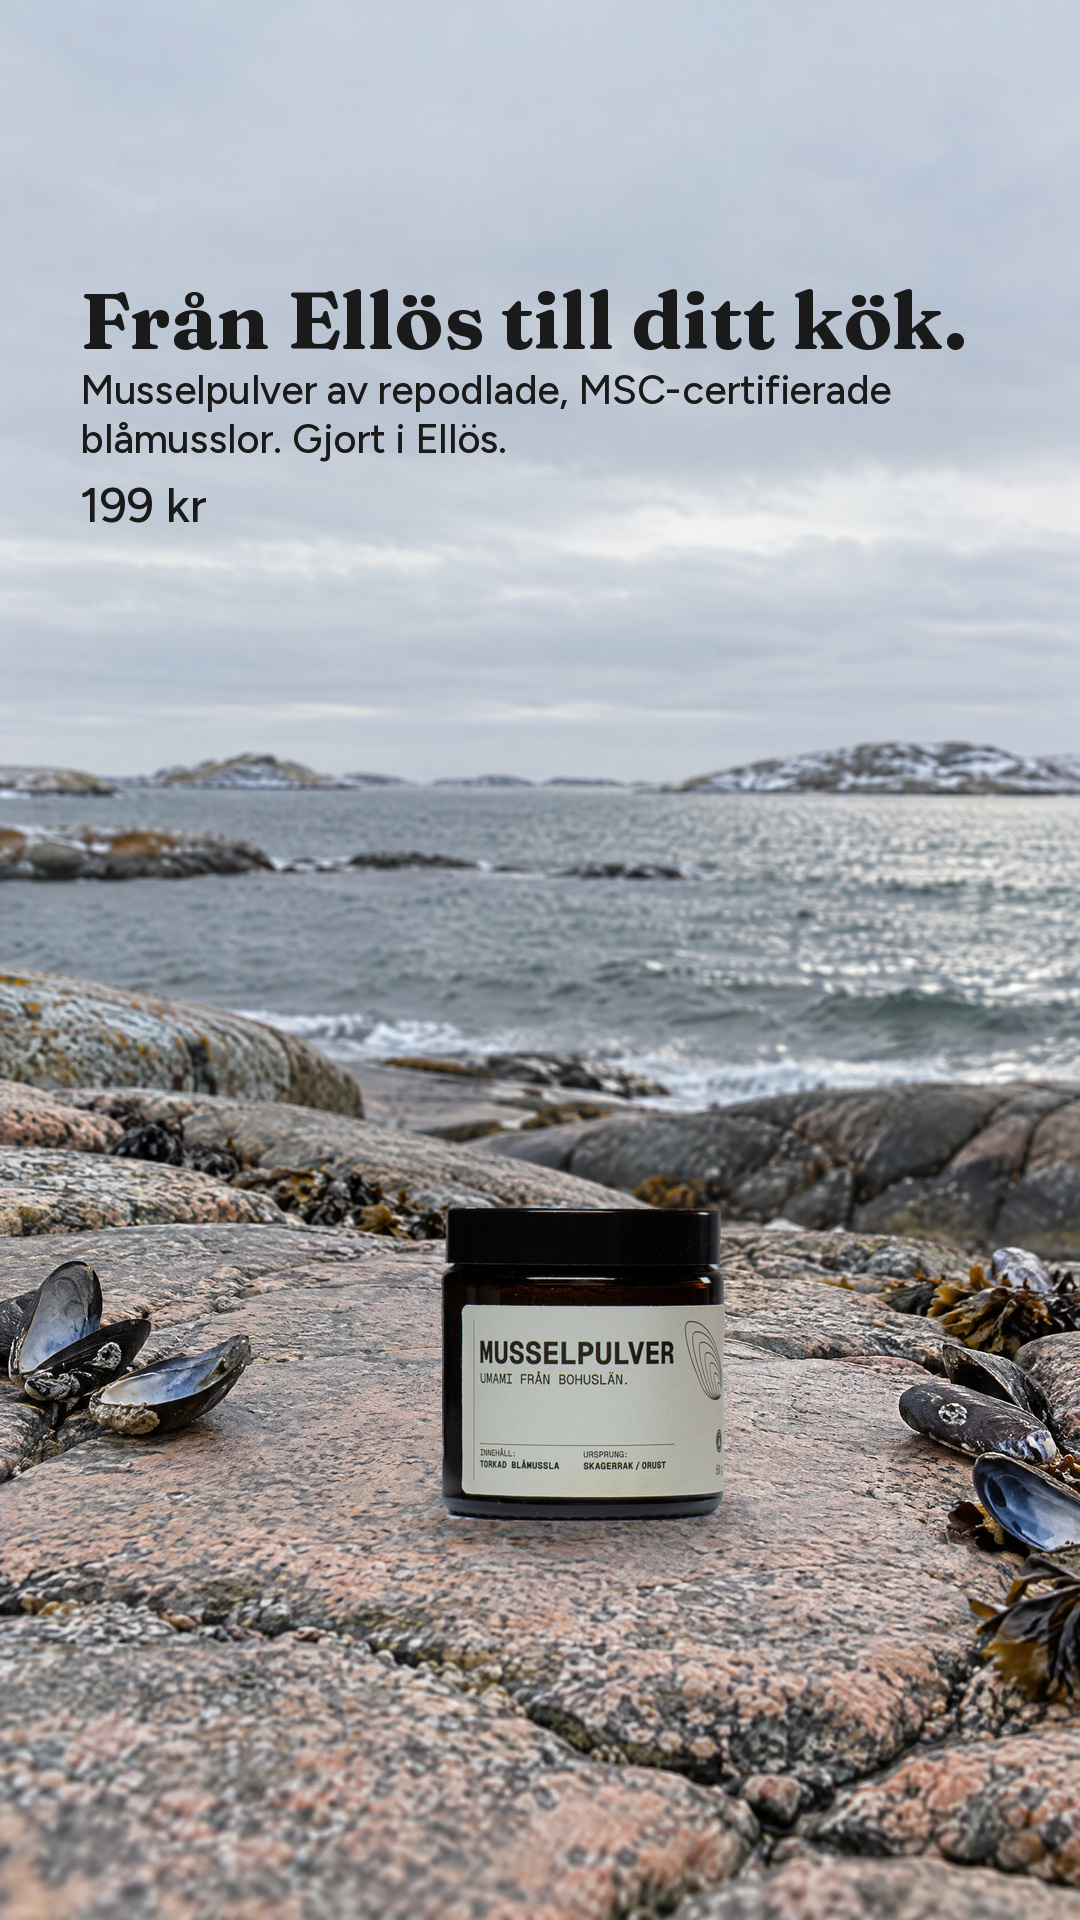 Från Ellös till ditt kök.
Musselpulver av repodlade, MSC-certifierade
blåmusslor. Gjort i Ellös.
199 kr
MUSSELPULVER
UMAMI FRÅN BOHUSLÄN.
INNEHÅLL:
TORKAD BLÅMUSSLA
URSPRUNG:
SKAGERRAK / ORUST